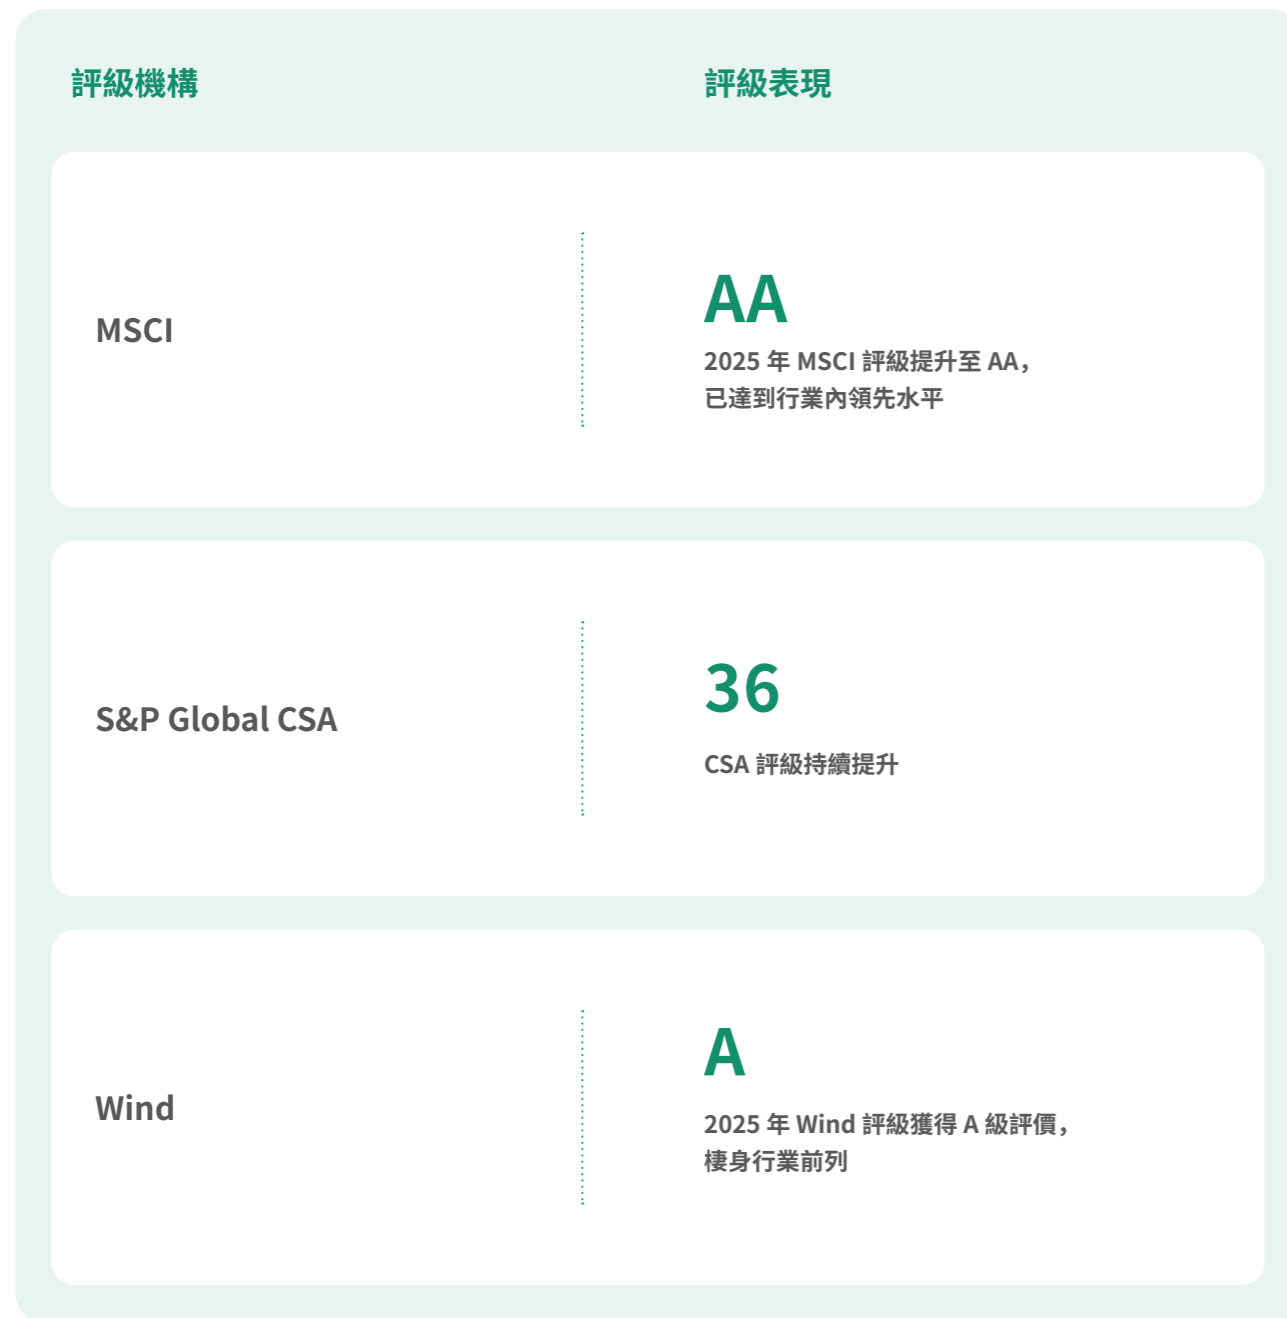 評級機構
評級表現
MSCI
AA
2025 年 MSCI 評級提升至 AA，
已達到行業內領先水平
S&P Global CSA
36
CSA 評級持續提升
Wind
A
2025 年 Wind 評級獲得 A 級評價，
棲身行業前列